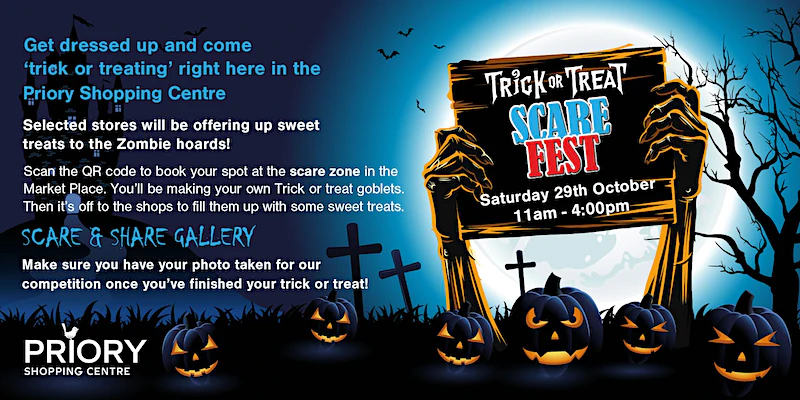 Get dressed up and come
‘trick or treating’ right here in the
Priory Shopping Centre
Selected stores will be offering up sweet
treats to the Zombie hoards!
Scan the QR code to book your spot at the scare zone in the
Market Place. You’ll be making your own Trick or treat goblets.
Then it’s off to the shops to fill them up with some sweet treats.
SCARE & SHARE GALLERY
Make sure you have your photo taken for our
competition once you’ve finished your trick or treat!
PRIORY
SHOPPING CENTRE
TRiCK OR TREAT
SCARE
FEST
Saturday 29th October
11am - 4:00pm